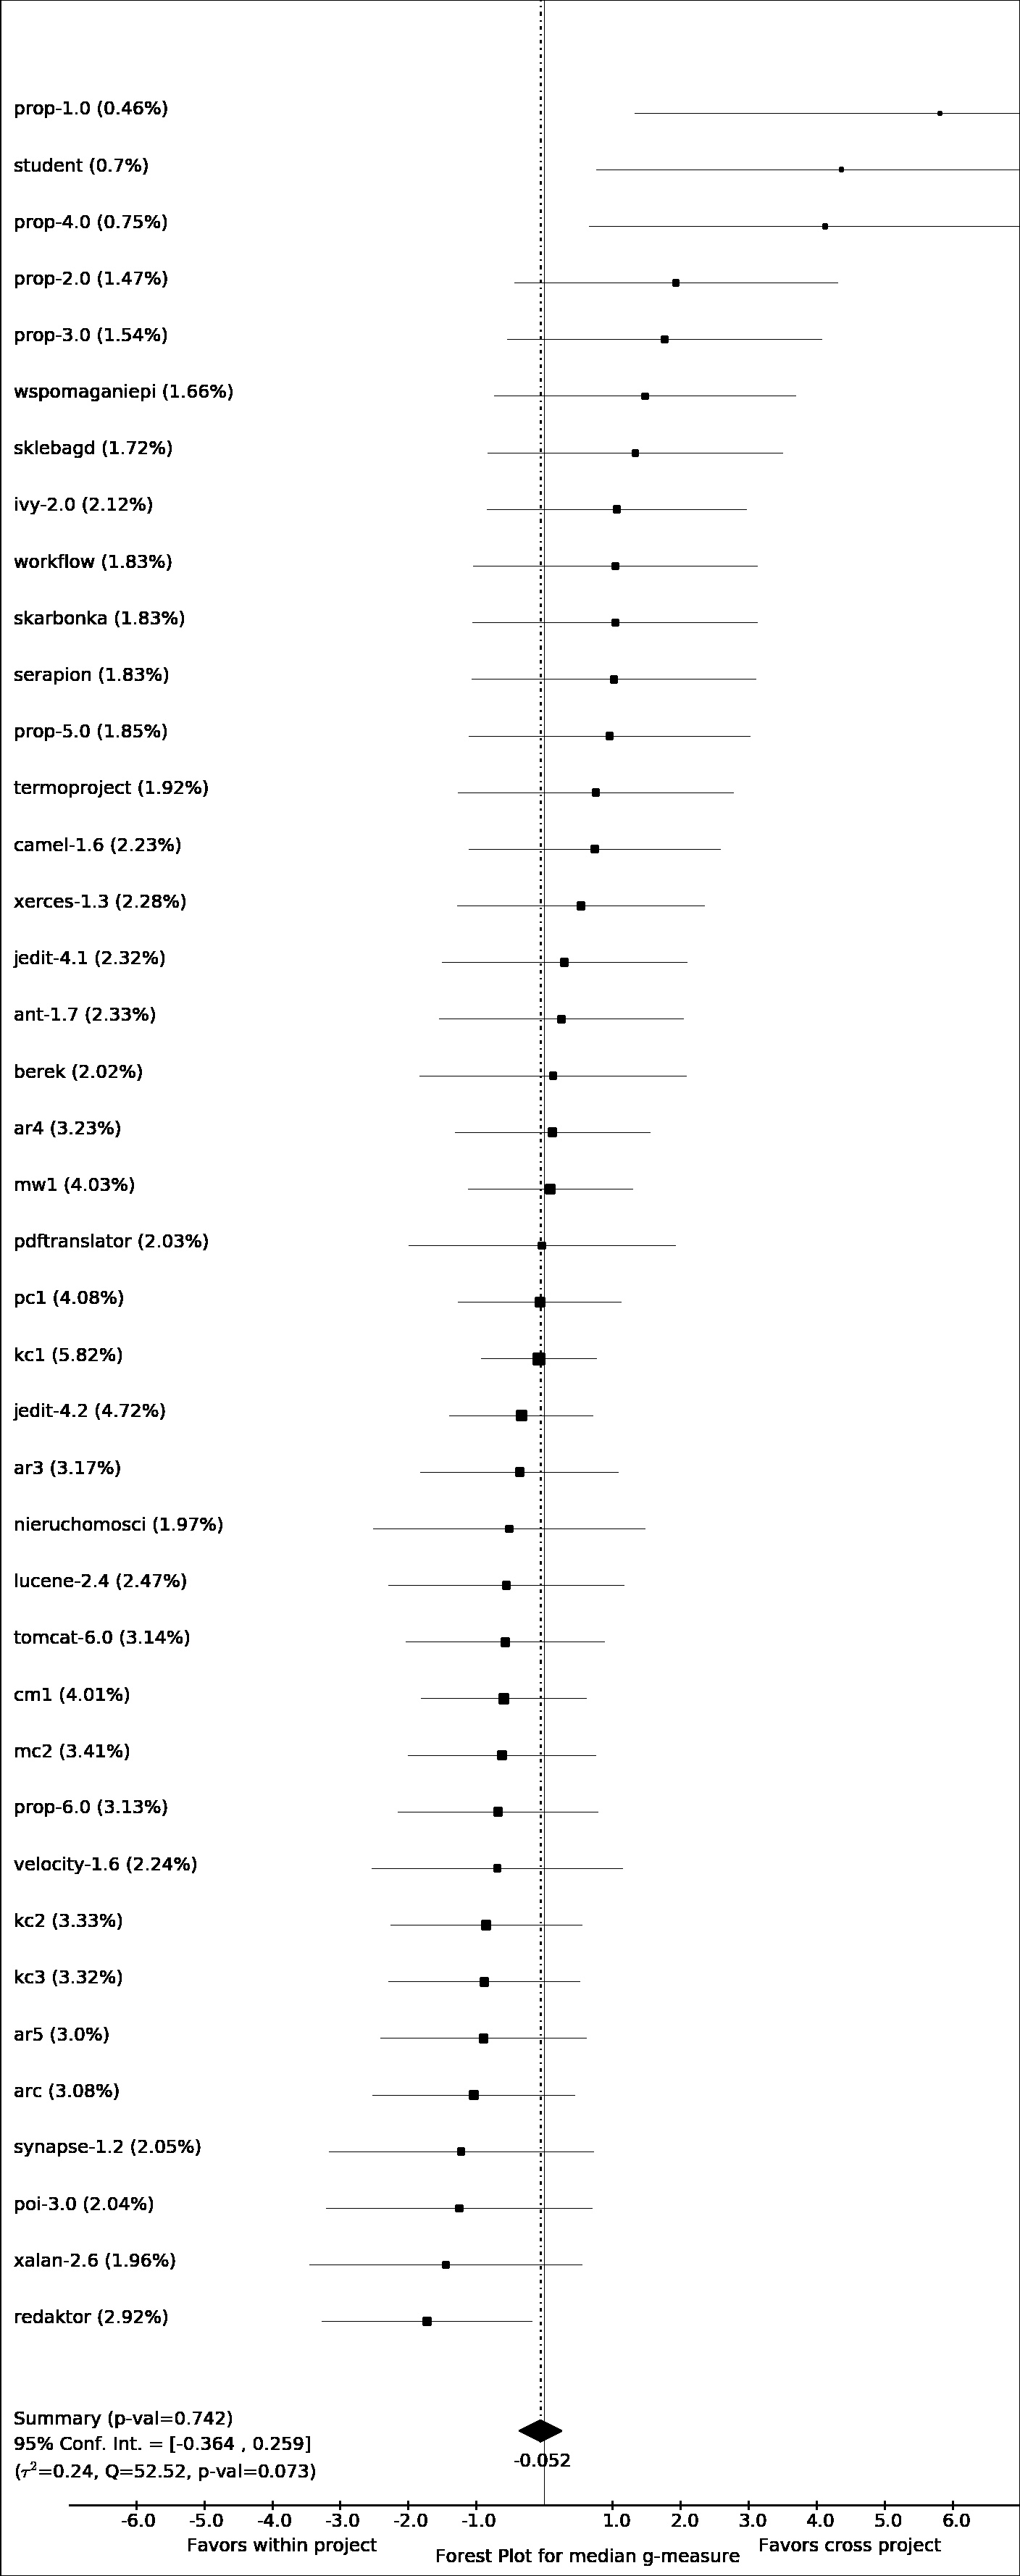 prop-1.0 (0.46%)
student (0.7%)
prop-4.0 (0.75%)
prop-2.0 (1.47%)
prop-3.0 (1.54%)
wspomaganiepi (1.66%)
sklebagd (1.72%)
ivy-2.0 (2.12%)
workflow (1.83%)
skarbonka (1.83%)
serapion (1.83%)
prop-5.0 (1.85%)
termoproject (1.92%)
camel-1.6 (2.23%)
xerces-1.3 (2.28%)
jedit-4.1 (2.32%)
ant-1.7 (2.33%)
berek (2.02%)
ar4 (3.23%)
mw1 (4.03%)
pdftranslator (2.03%)
pc1 (4.08%)
kc1 (5.82%)
jedit-4.2 (4.72%)
ar3 (3.17%)
nieruchomosci (1.97%)
lucene-2.4 (2.47%)
tomcat-6.0 (3.14%)
cm1 (4.01%)
mc2 (3.41%)
prop-6.0 (3.13%)
velocity-1.6 (2.24%)
kc2 (3.33%)
kc3 (3.32%)
ar5 (3.0%)
arc (3.08%)
synapse-1.2 (2.05%)
poi-3.0 (2.04%)
xalan-2.6 (1.96%)
redaktor (2.92%)
Summary (p-val=0.742)
95% Conf. Int. = [-0.364 , 0.259]
-0.052
(τ²=0.24, Q=52.52, p-val=0.073)
-6.0 -5.0 -4.0 -3.0 -2.0 -1.0 1.0 2.0 3.0 4.0 5.0 6.0
Favors within project Favors cross project
Forest Plot for median g-measure